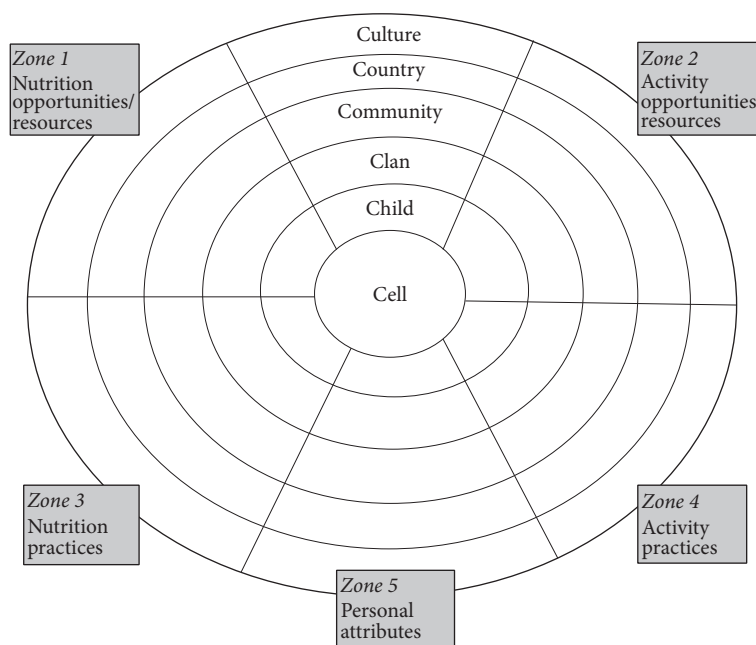 Culture
Country
Community
Clan
Child
Cell
Zone 1
Nutrition
opportunities/
resources
Zone 2
Activity
opportunities
resources
Zone 3
Nutrition
practices
Zone 4
Activity
practices
Zone 5
Personal
attributes